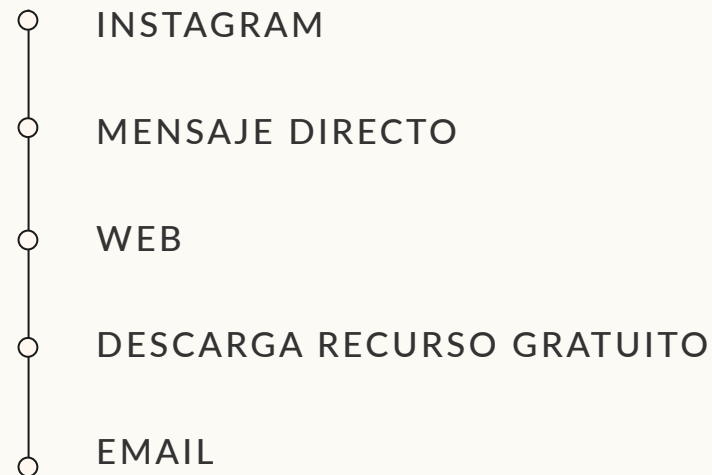 INSTAGRAM
MENSAJE DIRECTO
WEB
DESCARGA RECURSO GRATUITO
EMAIL